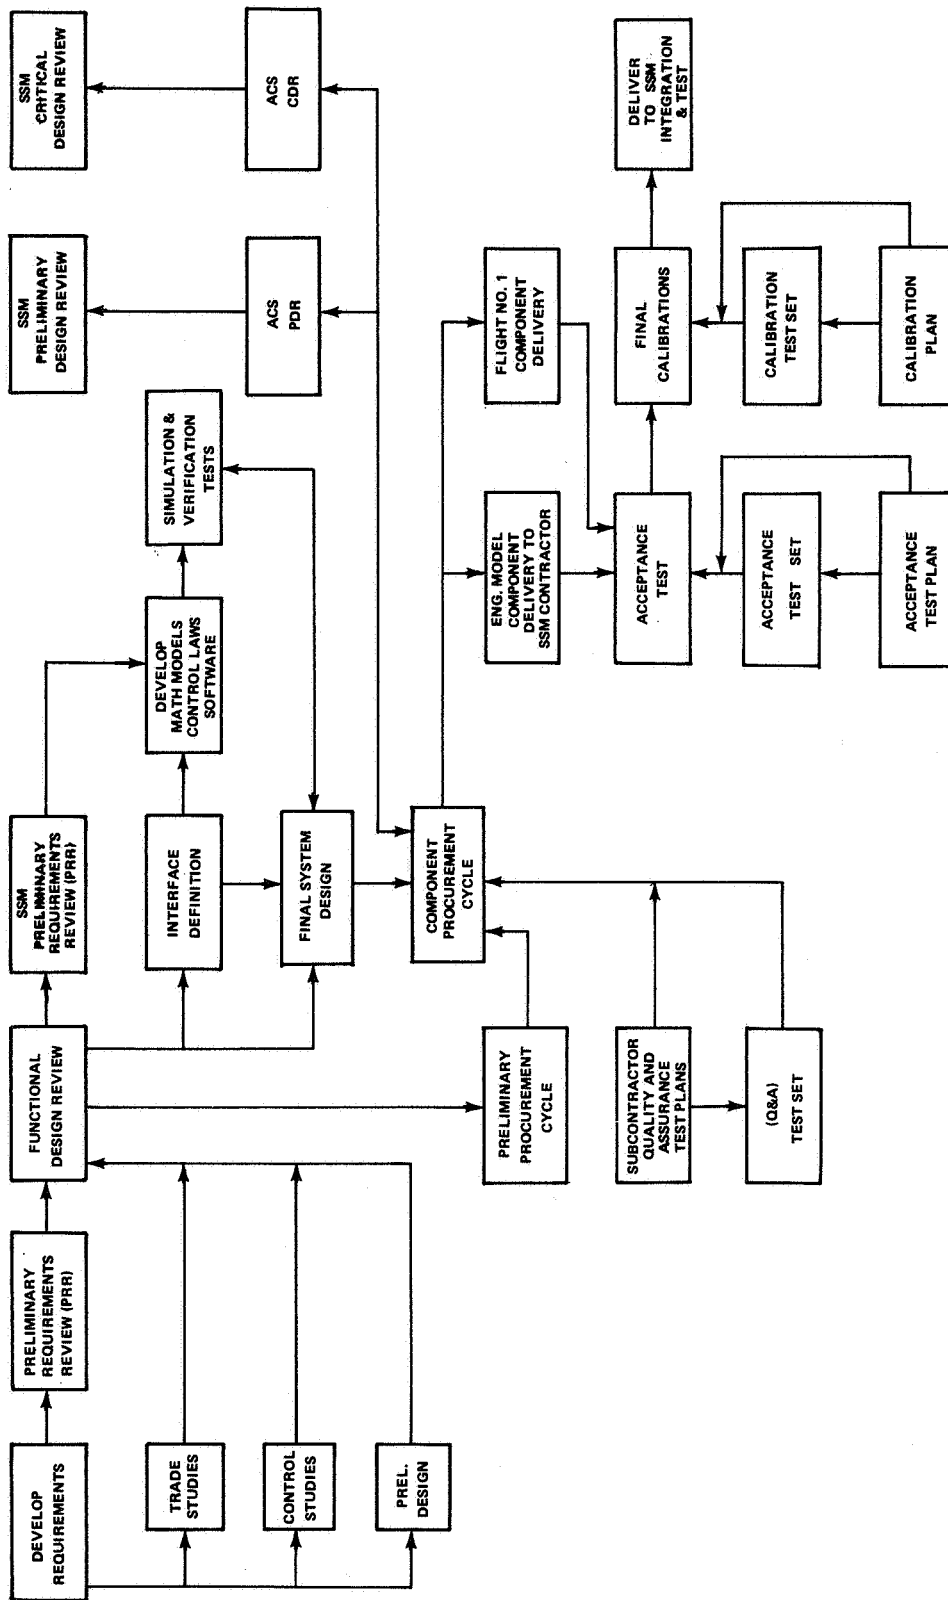 DEVELOP
REQUIREMENTS
PRELIMINARY
REQUIREMENTS
REVIEW (PRR)
FUNCTIONAL
DESIGN REVIEW
SSM
PRELIMINARY
REQUIREMENTS
REVIEW (PRR)
SSM
PRELIMINARY
DESIGN REVIEW
SSM
CRITICAL
DESIGN REVIEW
TRADE
STUDIES
INTERFACE
DEFINITION
DEVELOP
MATH MODELS
CONTROL LAWS
SOFTWARE
SIMULATION &
VERIFICATION
TESTS
CONTROL
STUDIES
FINAL SYSTEM
DESIGN
ACS
PDR
ACS
CDR
PREL.
DESIGN
COMPONENT
PROCUREMENT
CYCLE
PRELIMINARY
PROCUREMENT
CYCLE
ENG. MODEL
COMPONENT
DELIVERY TO
SSM CONTRACTOR
FLIGHT NO. 1
COMPONENT
DELIVERY
SUBCONTRACTOR
QUALITY AND
ASSURANCE
TEST PLANS
ACCEPTANCE
TEST
FINAL
CALIBRATIONS
DELIVER
TO SSM
INTEGRATION
& TEST
(Q&A)
TEST SET
ACCEPTANCE
TEST SET
CALIBRATION
TEST SET
ACCEPTANCE
TEST PLAN
CALIBRATION
PLAN